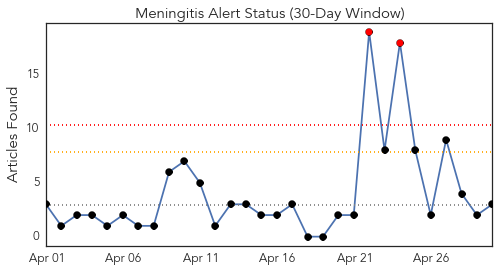 Meningitis Alert Status (30-Day Window)
Articles Found
15
10
5
0
Apr 01 Apr 06 Apr 11 Apr 16 Apr 21 Apr 26